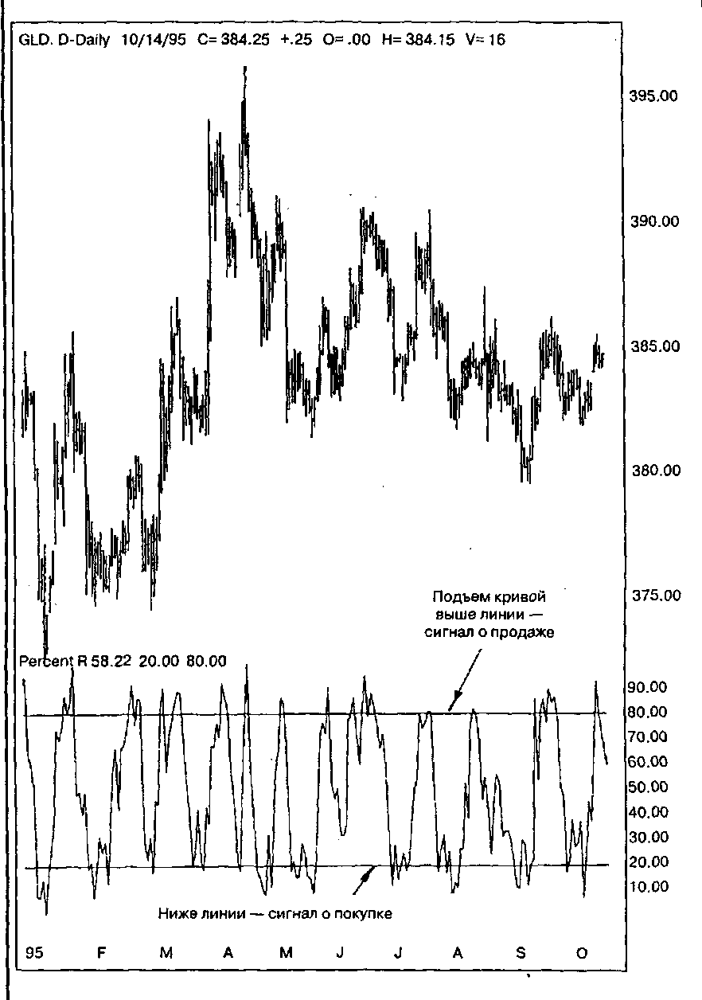 GLD. D-Daily 10/14/95 C= 384.25 +.25 O= .00 H= 384.15 V= 16
395.00
390.00
385.00
380.00
375.00
Подъем кривой
выше линии —
сигнал о продаже
Percent R 58.22 20.00 80.00
90.00
80.00
70.00
60.00
50.00
40.00
30.00
20.00
10.00
Ниже линии — сигнал о покупке
95 F M A M J J A S O